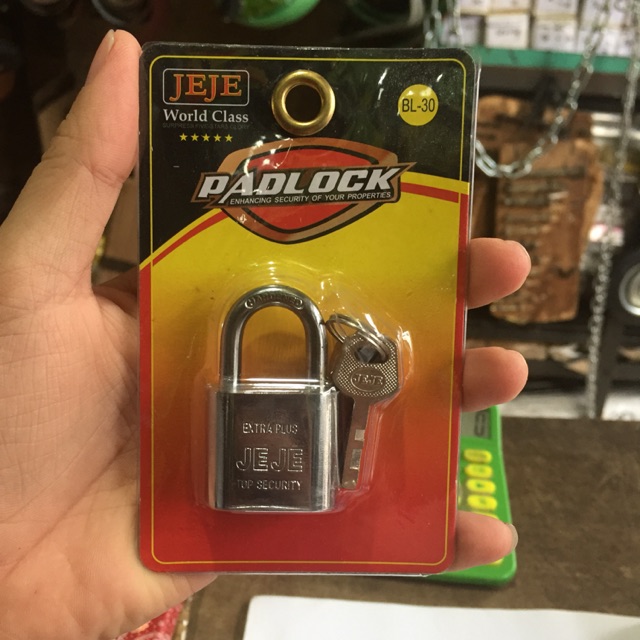 JEJE
World Class
BL-30
PADLOCK
ENHANCING SECURITY OF YOUR PROPERTIES
EXTRA PLUS
JEJE
TOP SECURITY
JEJE